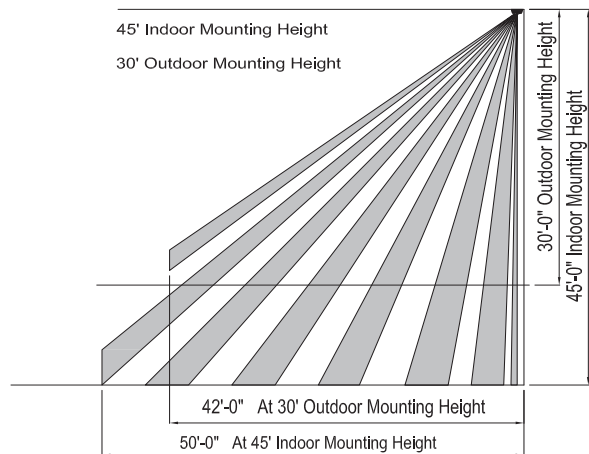 45' Indoor Mounting Height
30' Outdoor Mounting Height
30'-0" Outdoor Mounting Height
45'-0" Indoor Mounting Height
42'-0" At 30' Outdoor Mounting Height
50'-0" At 45' Indoor Mounting Height